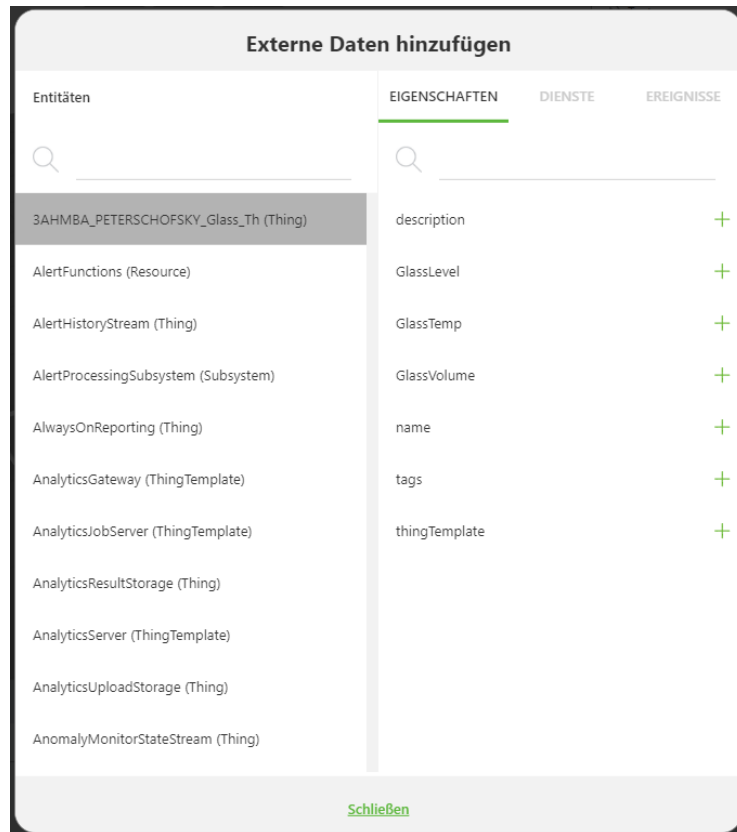 Externe Daten hinzufügen
Entitäten
3AHMBA_PETERSCHOFSKY_Glass_Th (Thing)
AlertFunctions (Resource)
AlertHistoryStream (Thing)
AlertProcessingSubsystem (Subsystem)
AlwaysOnReporting (Thing)
AnalyticsGateway (ThingTemplate)
AnalyticsJobServer (ThingTemplate)
AnalyticsResultStorage (Thing)
AnalyticsServer (ThingTemplate)
AnalyticsUploadStorage (Thing)
AnomalyMonitorStateStream (Thing)
EIGENSCHAFTEN DIENSTE EREIGNISSE
description
GlassLevel
GlassTemp
GlassVolume
name
tags
thingTemplate
Schließen